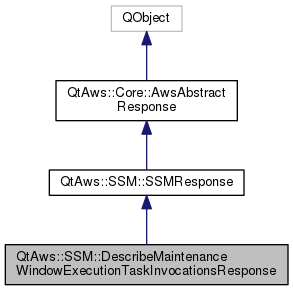 QObject
QtAws::Core::AwsAbstract
Response
QtAws::SSM::SSMResponse
QtAws::SSM::DescribeMaintenance
WindowExecutionTaskInvocationsResponse